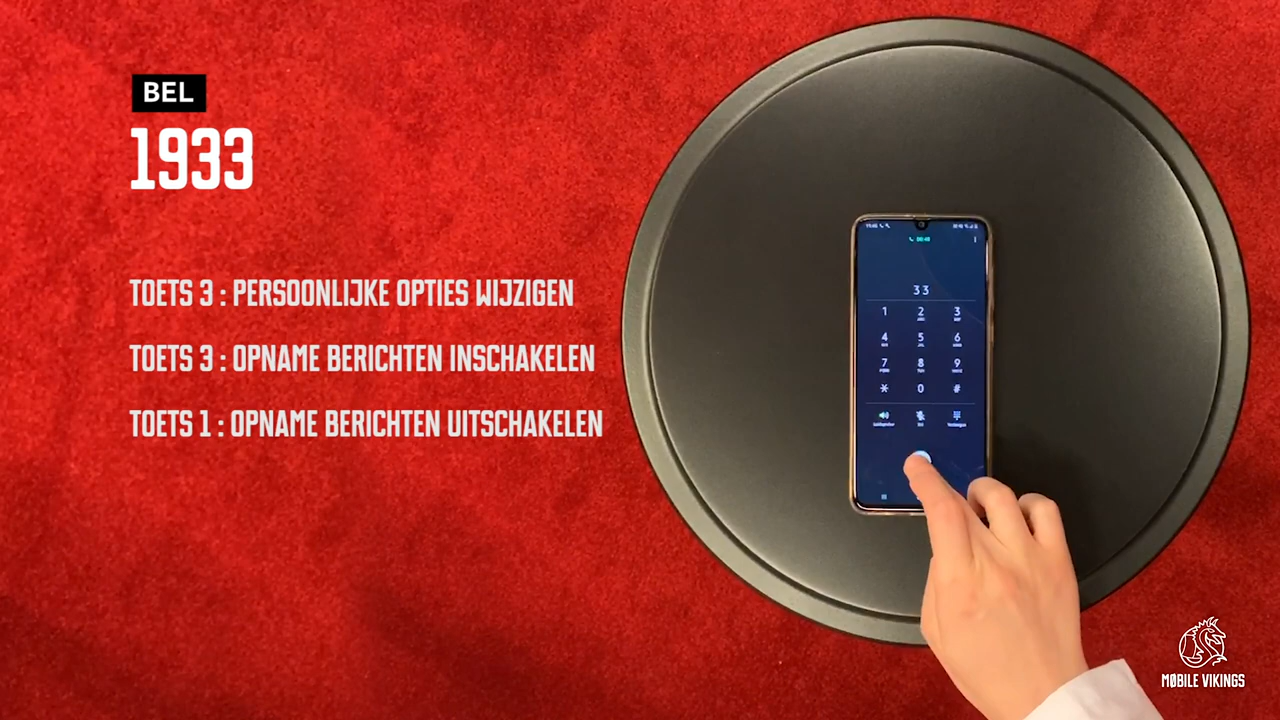 BEL
1933
TOETS 3 : PERSOONLIJKE OPTIES WIJZIGEN
TOETS 3 : OPNAME BERICHTEN INSCHAKELEN
TOETS 1 : OPNAME BERICHTEN UITSCHAKELEN
33
1 2 3
4 5 6
7 8 9
* 0 #
MØBILE VIKINGS